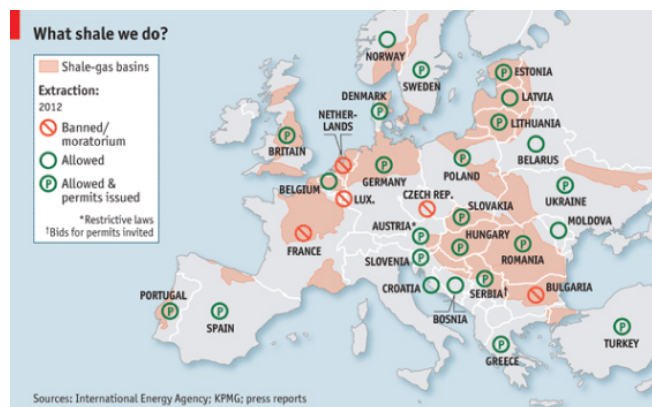 What shale we do?
Shale-gas basins
Extraction:
2012
Banned/
moratorium
Allowed
P Allowed &
permits issued
*Restrictive laws
†Bids for permits invited
NORWAY
SWEDEN
P
P ESTONIA
LATVIA
DENMARK
P
LITHUANIA
P
NETHER-
LANDS
P
BRITAIN
BELARUS
BELGIUM
P
GERMANY
P
POLAND
LUX.
CZECH REP.
P
UKRAINE
SLOVAKIA
P
MOLDOVA
AUSTRIA*
P
HUNGARY
P
P
ROMANIA
FRANCE
SLOVENIA P
CROATIA
BOSNIA
P
SERBIA†
BULGARIA
PORTUGAL
P
P
SPAIN
P
GREECE
P
TURKEY
Sources: International Energy Agency; KPMG; press reports